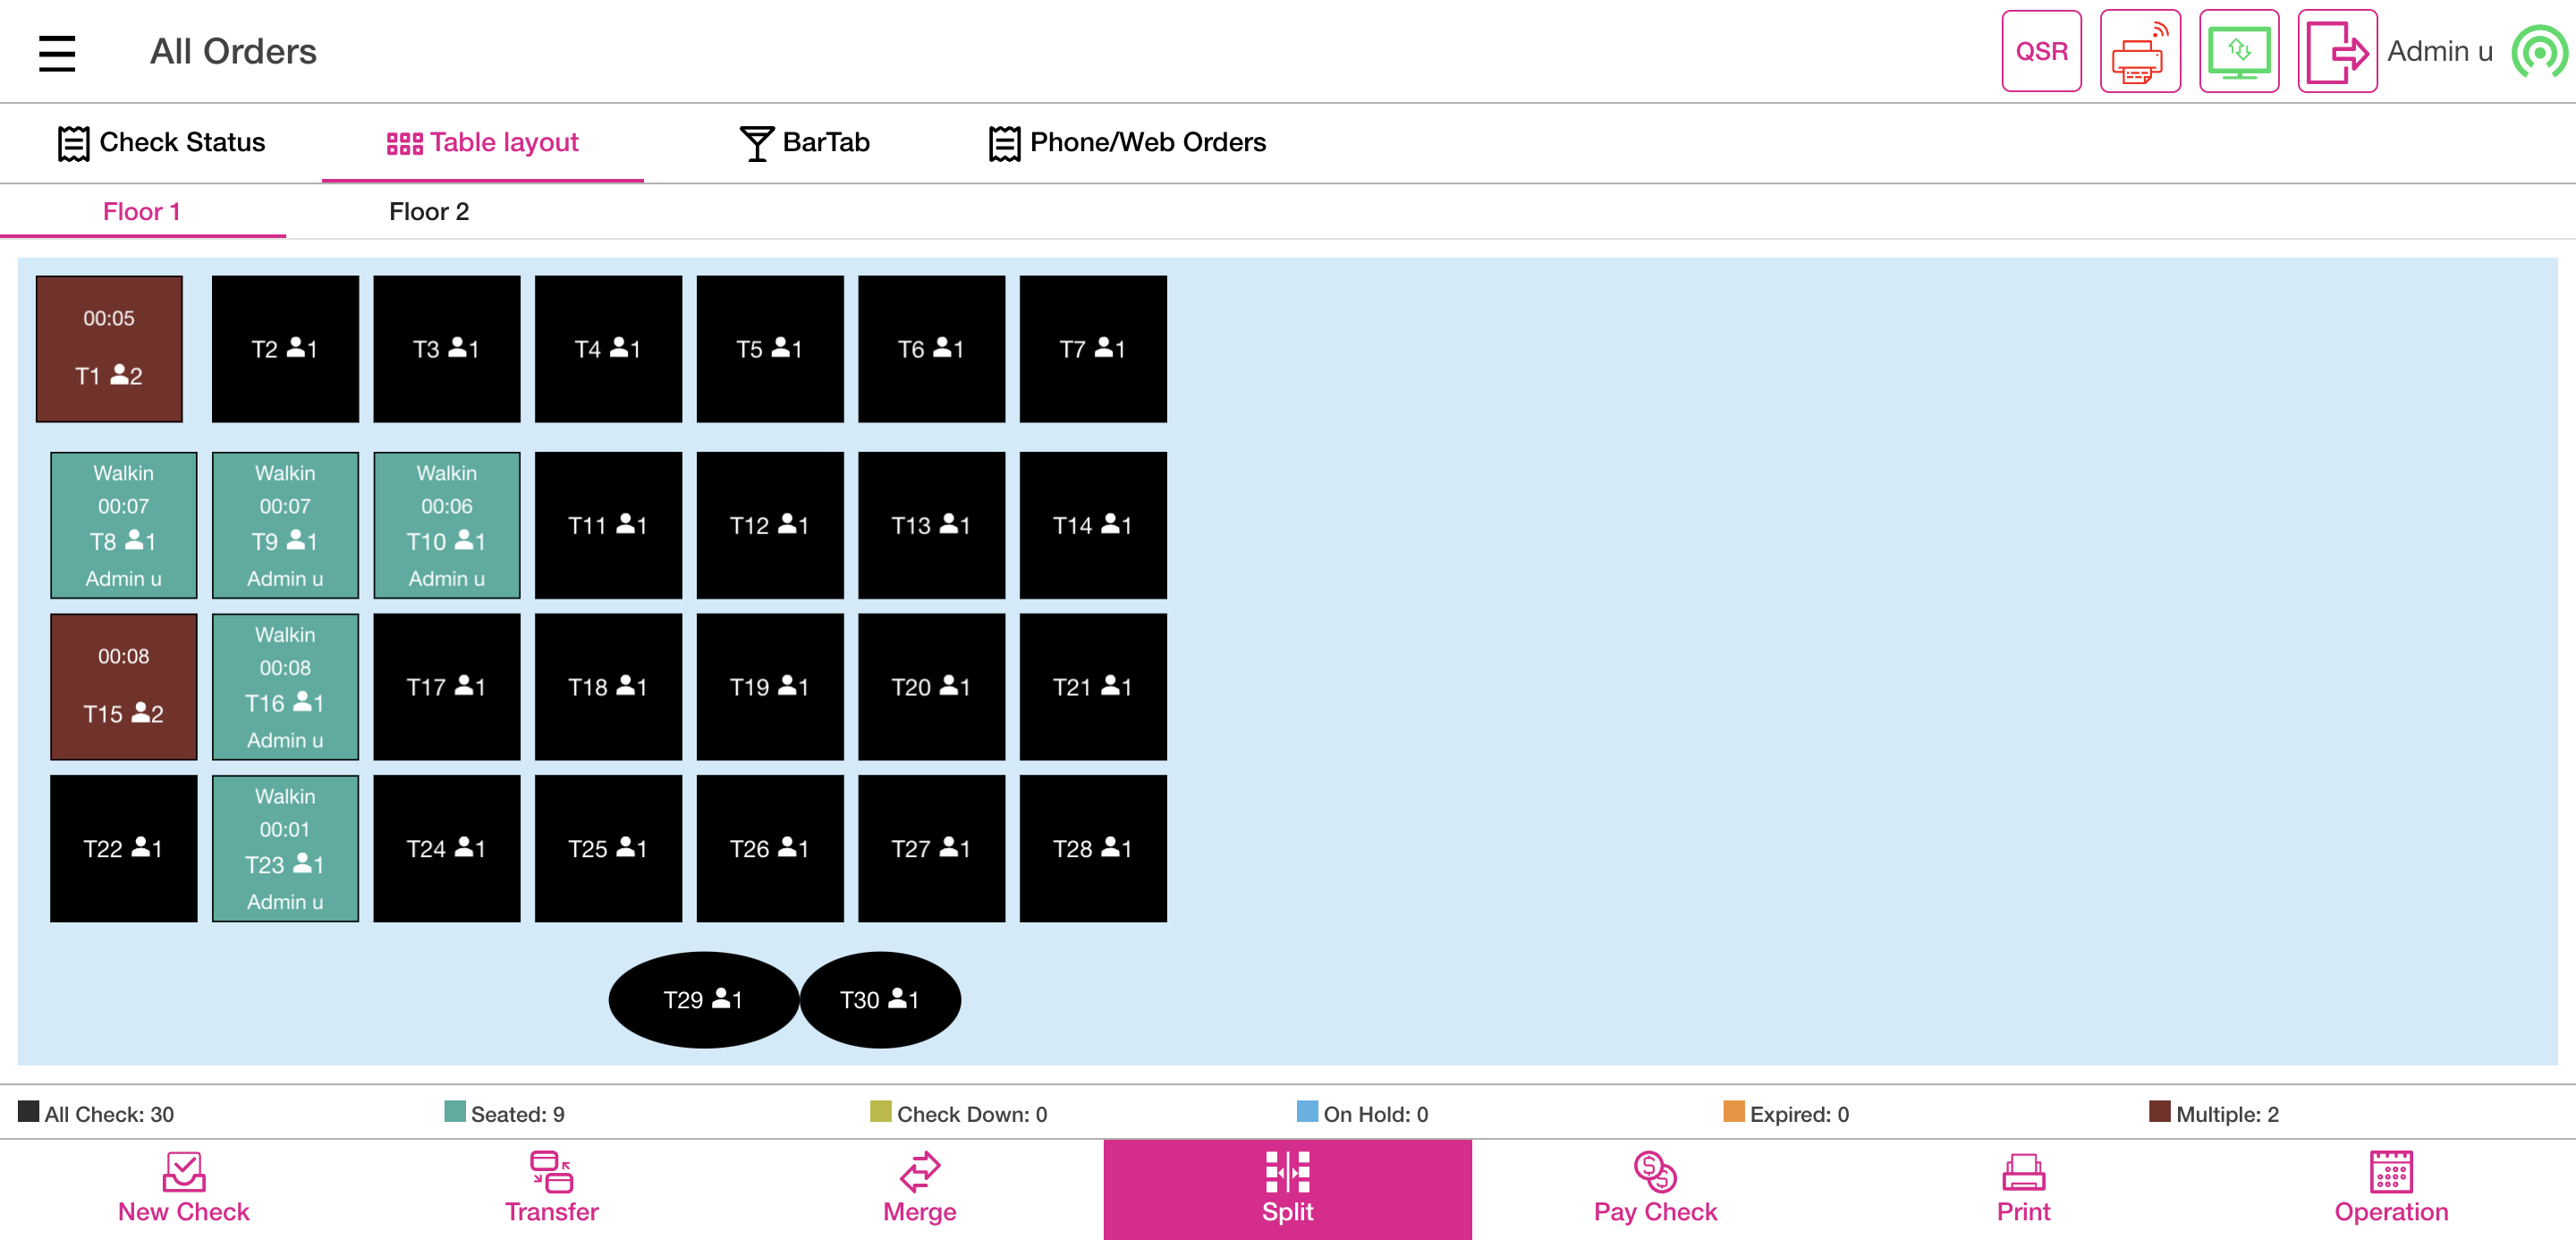 All Orders
QSR
Admin u
Check Status
Table layout
BarTab
Phone/Web Orders
Floor 1
Floor 2
00:05
T1 2
T2 1
T3 1
T4 1
T5 1
T6 1
T7 1
Walkin
00:07
T8 1
Admin u
Walkin
00:07
T9 1
Admin u
Walkin
00:06
T10 1
Admin u
T11 1
T12 1
T13 1
T14 1
00:08
T15 2
Walkin
00:08
T16 1
Admin u
T17 1
T18 1
T19 1
T20 1
T21 1
T22 1
Walkin
00:01
T23 1
Admin u
T24 1
T25 1
T26 1
T27 1
T28 1
T29 1
T30 1
All Check: 30
Seated: 9
Check Down: 0
On Hold: 0
Expired: 0
Multiple: 2
New Check
Transfer
Merge
Split
Pay Check
Print
Operation